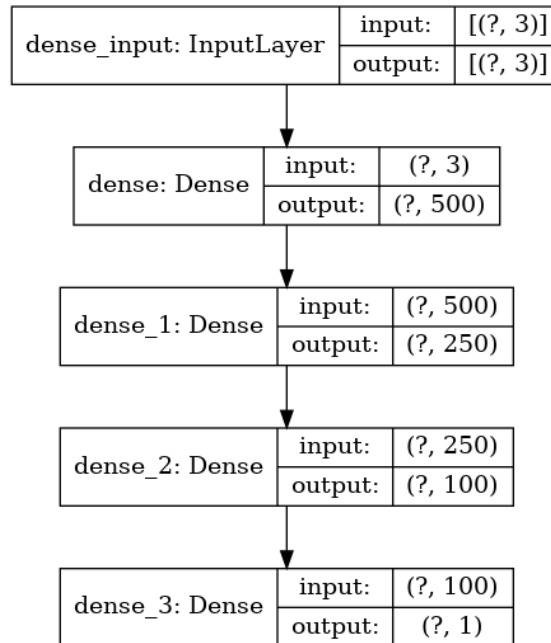 dense_input: InputLayer
input: [(?, 3)]
output: [(?, 3)]
dense: Dense
input: (?, 3)
output: (?, 500)
dense_1: Dense
input: (?, 500)
output: (?, 250)
dense_2: Dense
input: (?, 250)
output: (?, 100)
dense_3: Dense
input: (?, 100)
output: (?, 1)